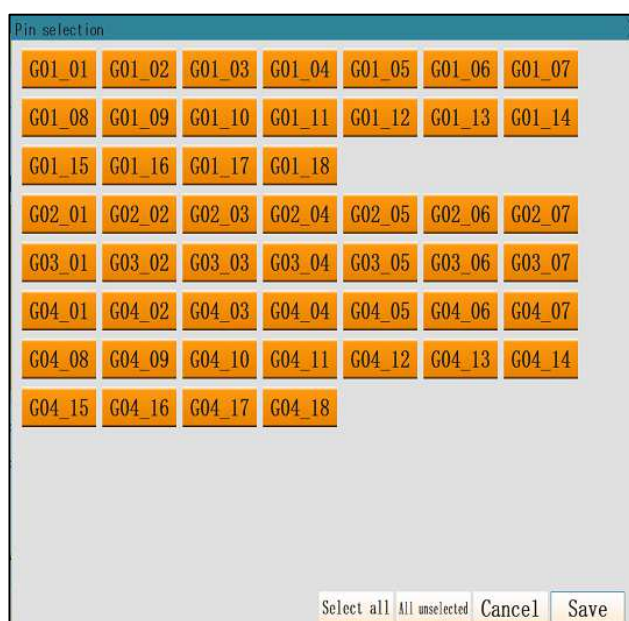 Pin selection
G01_01 G01_02 G01_03 G01_04 G01_05 G01_06 G01_07
G01_08 G01_09 G01_10 G01_11 G01_12 G01_13 G01_14
G01_15 G01_16 G01_17 G01_18
G02_01 G02_02 G02_03 G02_04 G02_05 G02_06 G02_07
G03_01 G03_02 G03_03 G03_04 G03_05 G03_06 G03_07
G04_01 G04_02 G04_03 G04_04 G04_05 G04_06 G04_07
G04_08 G04_09 G04_10 G04_11 G04_12 G04_13 G04_14
G04_15 G04_16 G04_17 G04_18
Select all All unselected Cancel Save